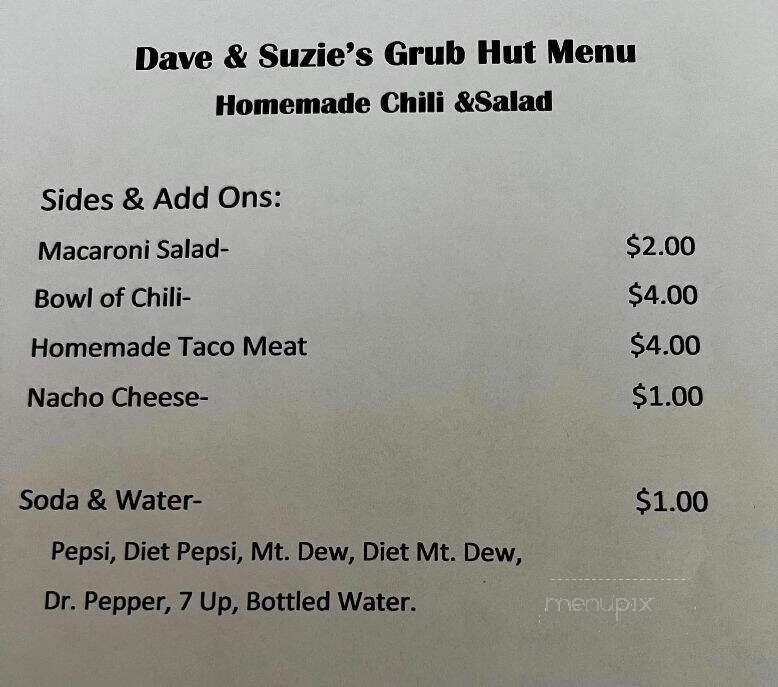 Dave & Suzie's Grub Hut Menu
Homemade Chili &Salad
Sides & Add Ons:
Macaroni Salad- $2.00
Bowl of Chili- $4.00
Homemade Taco Meat $4.00
Nacho Cheese- $1.00
Soda & Water- $1.00
Pepsi, Diet Pepsi, Mt. Dew, Diet Mt. Dew,
Dr. Pepper, 7 Up, Bottled Water.
menupix